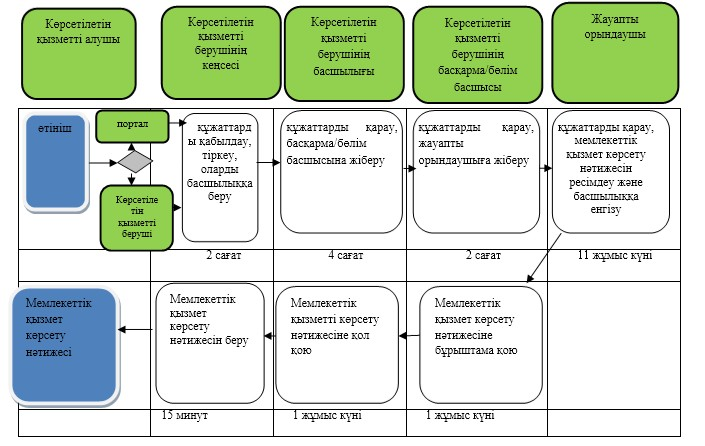 Көрсетілетін
қызметті алушы
Көрсетілетін
қызметті
берушінің
кеңсесі
Көрсетілетін
қызметті
берушінің
басшылығы
Көрсетілетін
қызметті
берушінің
басқарма/бөлім
басшысы
Жауапты
орындаушы
өтініш
портал
Көрсетіле
тін
қызметті
беруші
құжаттард
ы қабылдау,
тіркеу,
оларды
басшылыққа
беру
құжаттарды қарау,
басқарма/бөлім
басшысына жіберу
құжаттарды қарау,
жауапты
орындаушыға жіберу
құжаттарды қарау,
мемлекеттік
қызмет көрсету
нәтижесін
ресімдеу және
басшылыққа
енгізу
2 сағат
4 сағат
2 сағат
11 жұмыс күні
Мемлекеттік
қызмет
көрсету
нәтижесі
Мемлекеттік
қызмет
көрсету
нәтижесін беру
Мемлекеттік
қызметті көрсету
нәтижесіне қол
қою
Мемлекеттік
қызмет көрсету
нәтижесіне
бұрыштама қою
15 минут
1 жұмыс күні
1 жұмыс күні